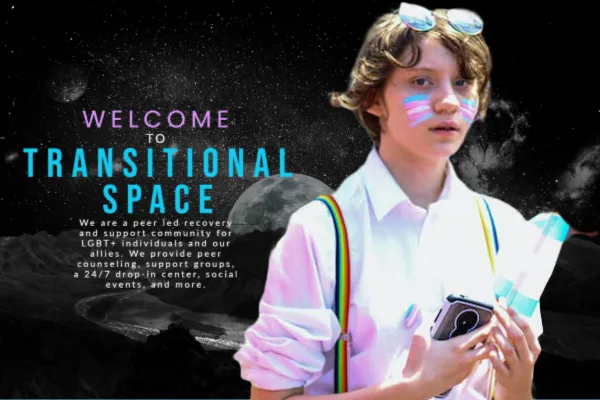 WELCOME
TO
TRANSITIONAL
SPACE
We are a peer led recovery
and support community for
LGBT+ individuals and our
allies. We provide peer
counseling, support groups,
a 24/7 drop-in center, social
events, and more.